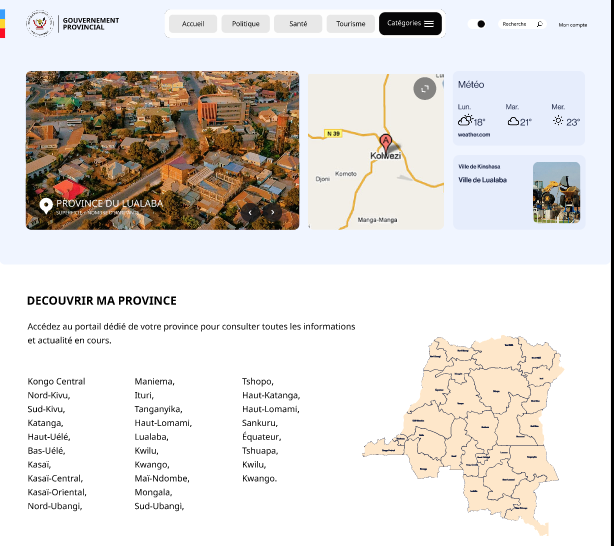 GOUVERNEMENT
PROVINCIAL
Accueil
Politique
Santé
Tourisme
Catégories
Recherche
Mon compte
PROVINCE DU LUALABA
N 39
A
Kolwezi
Kometo
Djoni
Manga-Manga
Météo
Lun.
Mar.
Mer.
18°
21°
23°
weather.com
Ville de Kinshasa
Ville de Lualaba
DECOUVRIR MA PROVINCE
Accédez au portail dédié de votre province pour consulter toutes les informations
et actualité en cours.
Kongo Central
Nord-Kivu,
Sud-Kivu,
Katanga,
Haut-Uélé,
Bas-Uélé,
Kasaï,
Kasaï-Central,
Kasaï-Oriental,
Nord-Ubangi,
Maniema,
Ituri,
Tanganyika,
Haut-Lomami,
Lualaba,
Kwilu,
Kwango,
Maï-Ndombe,
Mongala,
Sud-Ubangi,
Tshopo,
Haut-Katanga,
Haut-Lomami,
Sankuru,
Équateur,
Tshuapa,
Kwilu,
Kwango.